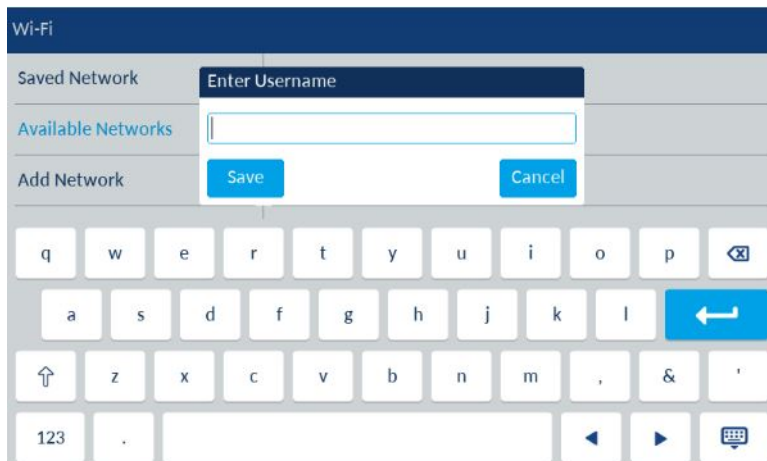 Wi-Fi
Saved Network
Enter Username
Available Networks
Add Network
Save
Cancel
q w e r t y u i o p
a s d f g h j k l
z x c v b n m , & '
123 .